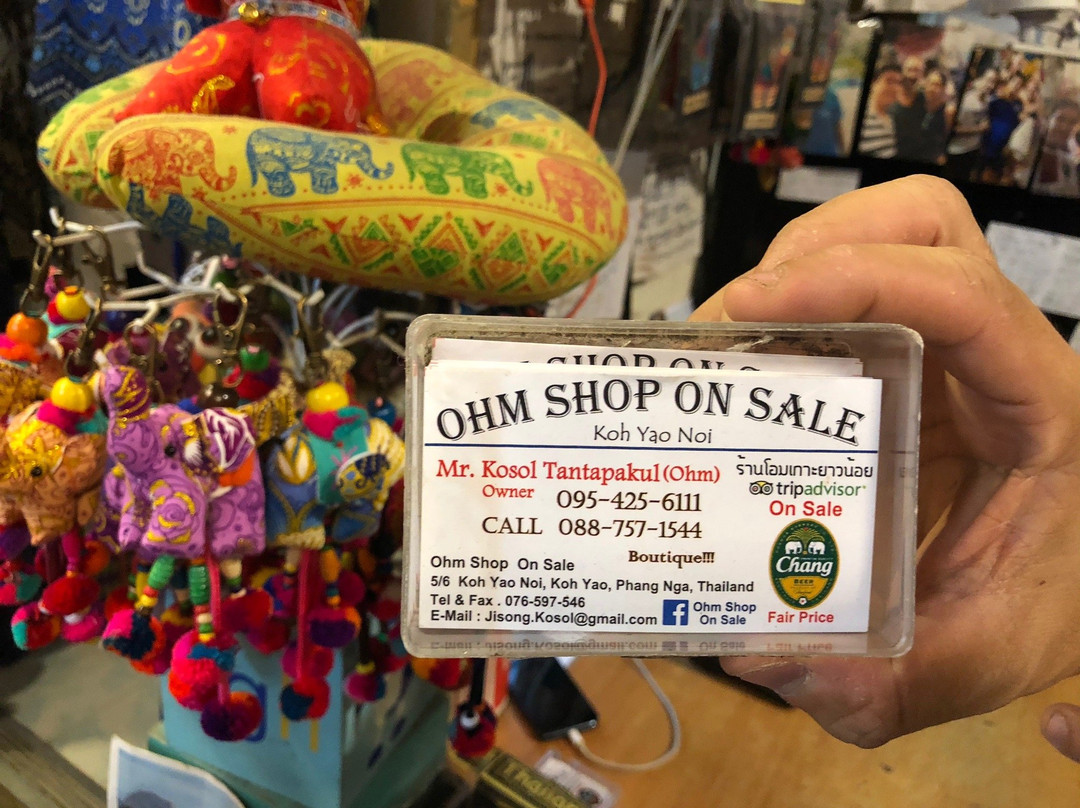 SHOP ON
OHM SHOP ON SALE
Koh Yao Noi
Mr. Kosol Tantapakul (Ohm)
Owner
095-425-6111
CALL 088-757-1544
Boutique!!!
ร้านโอมเกาะยาวน้อย
tripadvisor
On Sale
Chang
BEER
Fair Price
Ohm Shop On Sale
5/6 Koh Yao Noi, Koh Yao, Phang Nga, Thailand
Tel & Fax . 076-597-546
E-Mail : Jisong.Kosol@gmail.com
f Ohm Shop
On Sale